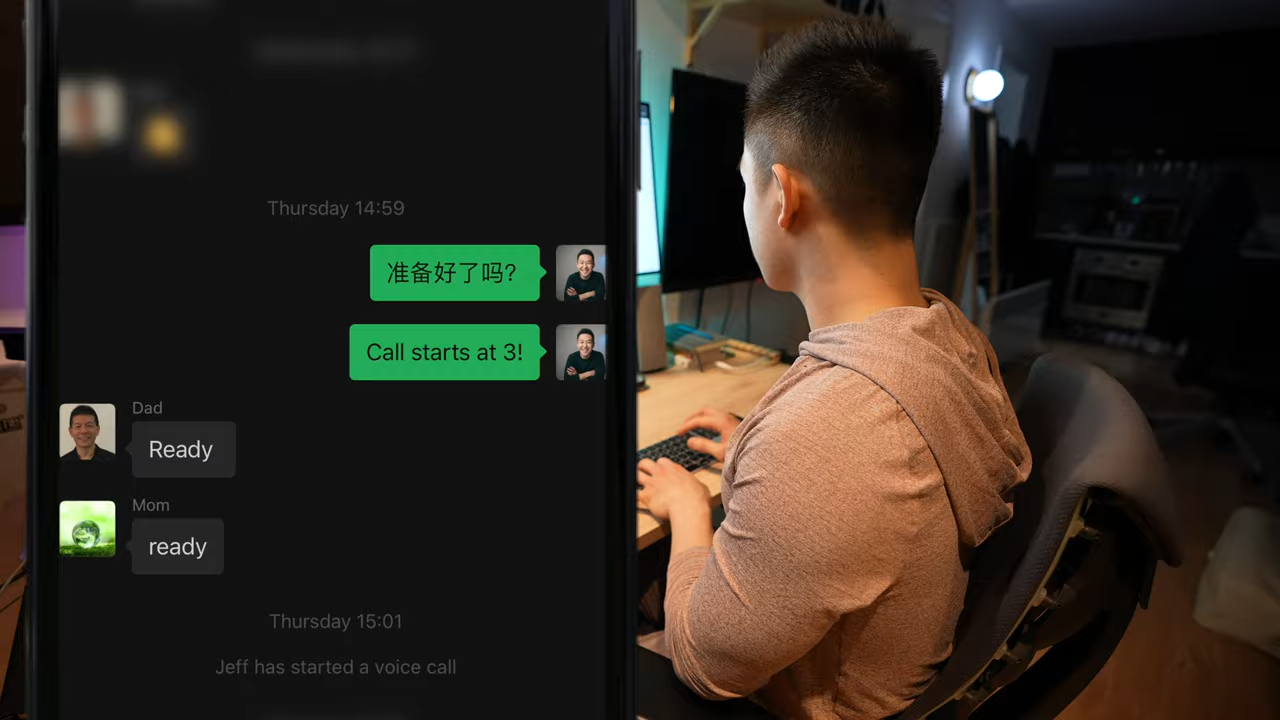 Thursday 14:59
准备好了吗?
Call starts at 3!
Dad
Ready
Mom
ready
Thursday 15:01
Jeff has started a voice call